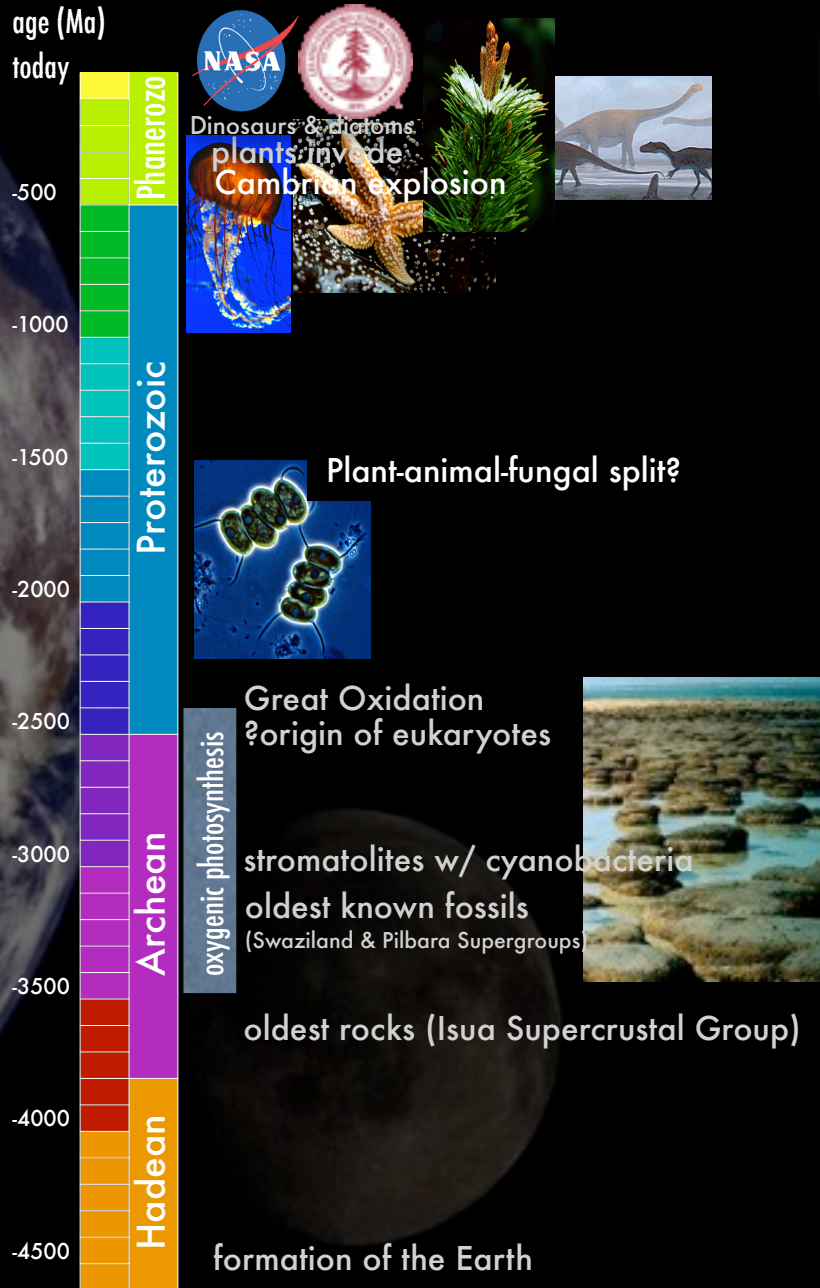 age (Ma)
today
NASA
Phanerozo
Dinosaurs & diatoms
plants invade
Cambrian explosion
-500
-1000
Proterozoic
-1500
Plant-animal-fungal split?
-2000
Great Oxidation
-2500
?origin of eukaryotes
oxygenic photosynthesis
Archean
-3000
stromatolites w/ cyanobacteria
oldest known fossils
(Swaziland & Pilbara Supergroups)
-3500
oldest rocks (Isua Supercrustal Group)
-4000
Hadean
-4500
formation of the Earth